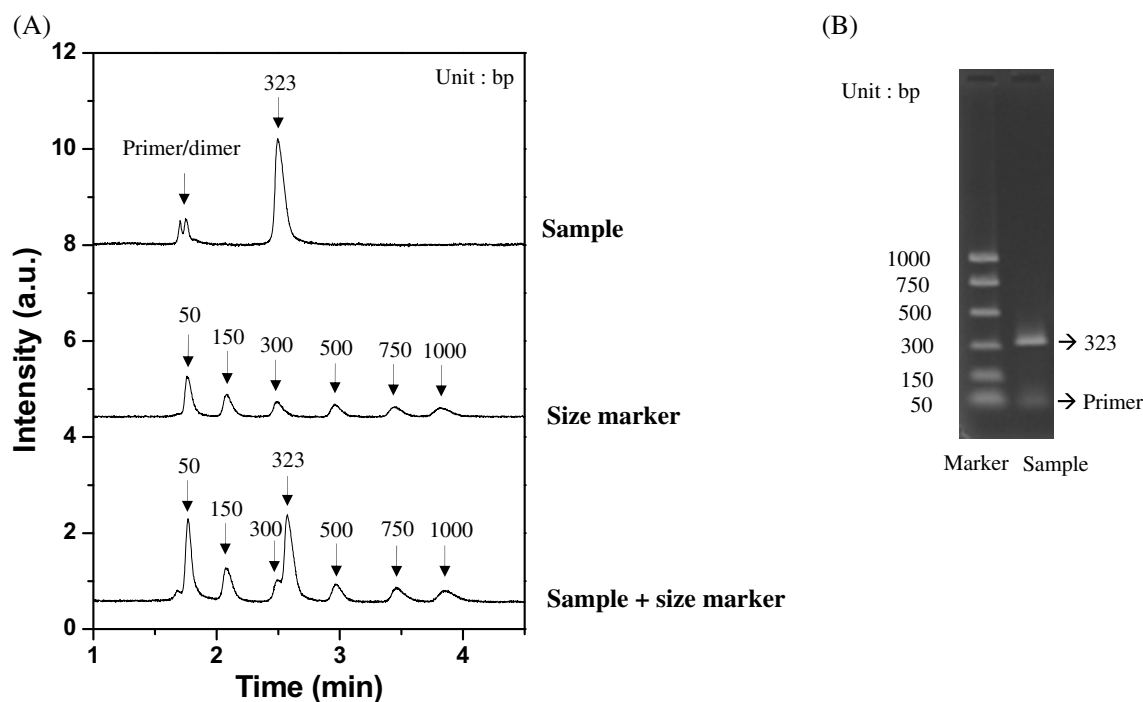 (A)
12
10
8
6
4
2
0
Intensity (a.u.)
1 2 3 4
Time (min)
Unit : bp
323
Primer/dimer
Sample
50 150 300 500 750 1000
Size marker
50 150 300 323 500 750 1000
Sample + size marker
(B)
Unit : bp
1000
750
500
300
150
50
→ 323
→ Primer
Marker Sample